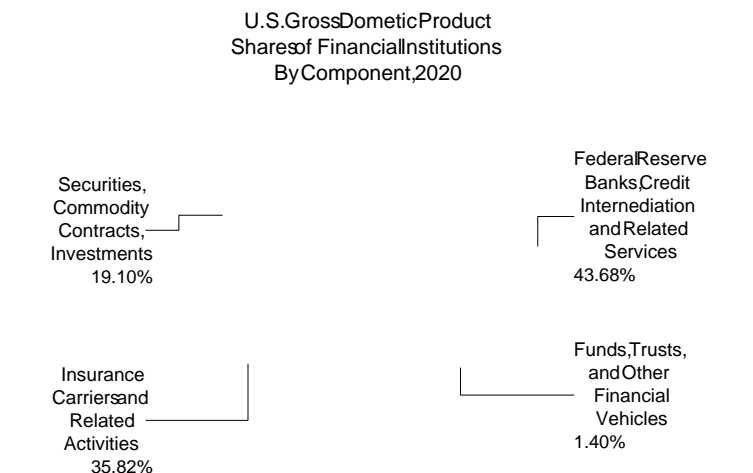 U.S.GrossDometicProduct
Sharesof FinancialInstitutions
ByComponent,2020
Securities,
Commodity
Contracts,
Investments
19.10%
FederalReserve
Banks,Credit
Internediation
andRelated
Services
43.68%
Insurance
Carriersand
Related
Activities
35.82%
Funds,Trusts,
andOther
Financial
Vehicles
1.40%